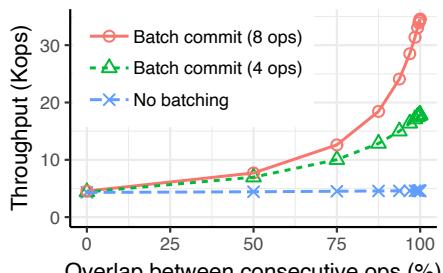 Throughput (Kops)
30
20
10
0
Batch commit (8 ops)
Batch commit (4 ops)
No batching
0 25 50 75 100
Overlap between consecutive ops (%)